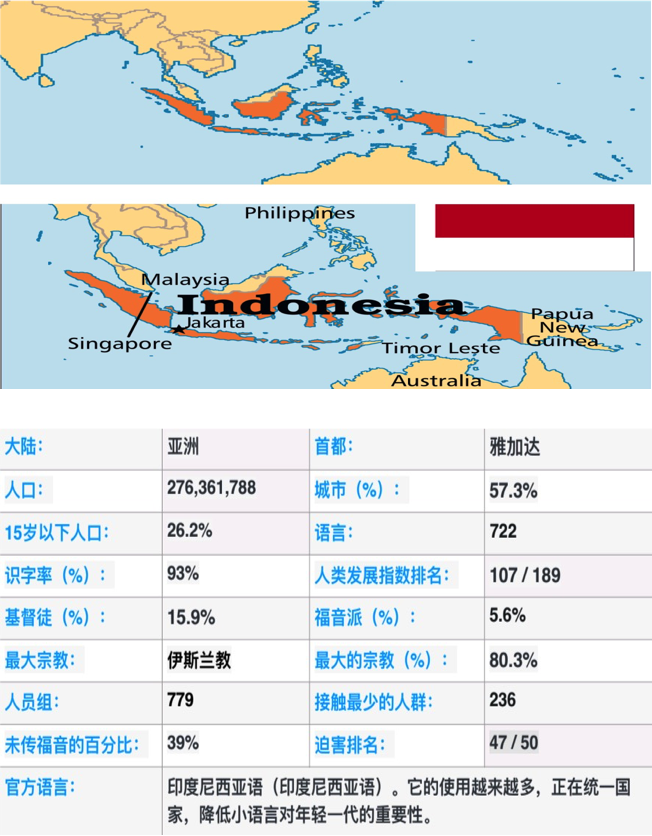 Philippines
Malaysia
Indonesia
Jakarta
Singapore
Papua
New
Guinea
Timor Leste
Australia
大陆： 亚洲 首都： 雅加达
人口： 276,361,788 城市（%）： 57.3%
15岁以下人口： 26.2% 语言： 722
识字率（%）： 93% 人类发展指数排名： 107 / 189
基督徒（%）： 15.9% 福音派（%）： 5.6%
最大宗教： 伊斯兰教 最大的宗教（%）： 80.3%
人员组： 779 接触最少的人群： 236
未传福音的百分比： 39% 迫害排名： 47 / 50
官方语言： 印度尼西亚语（印度尼西亚语）。它的使用越来越多，正在统一国
家，降低小语言对年轻一代的重要性。